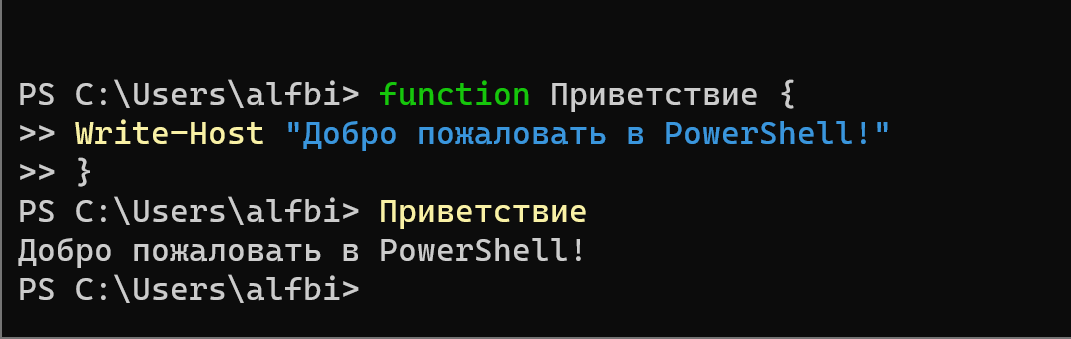 PS C:\Users\alfbi> function Приветствие {
>> Write-Host "Добро пожаловать в PowerShell!"
>> }
PS C:\Users\alfbi> Приветствие
Добро пожаловать в PowerShell!
PS C:\Users\alfbi>